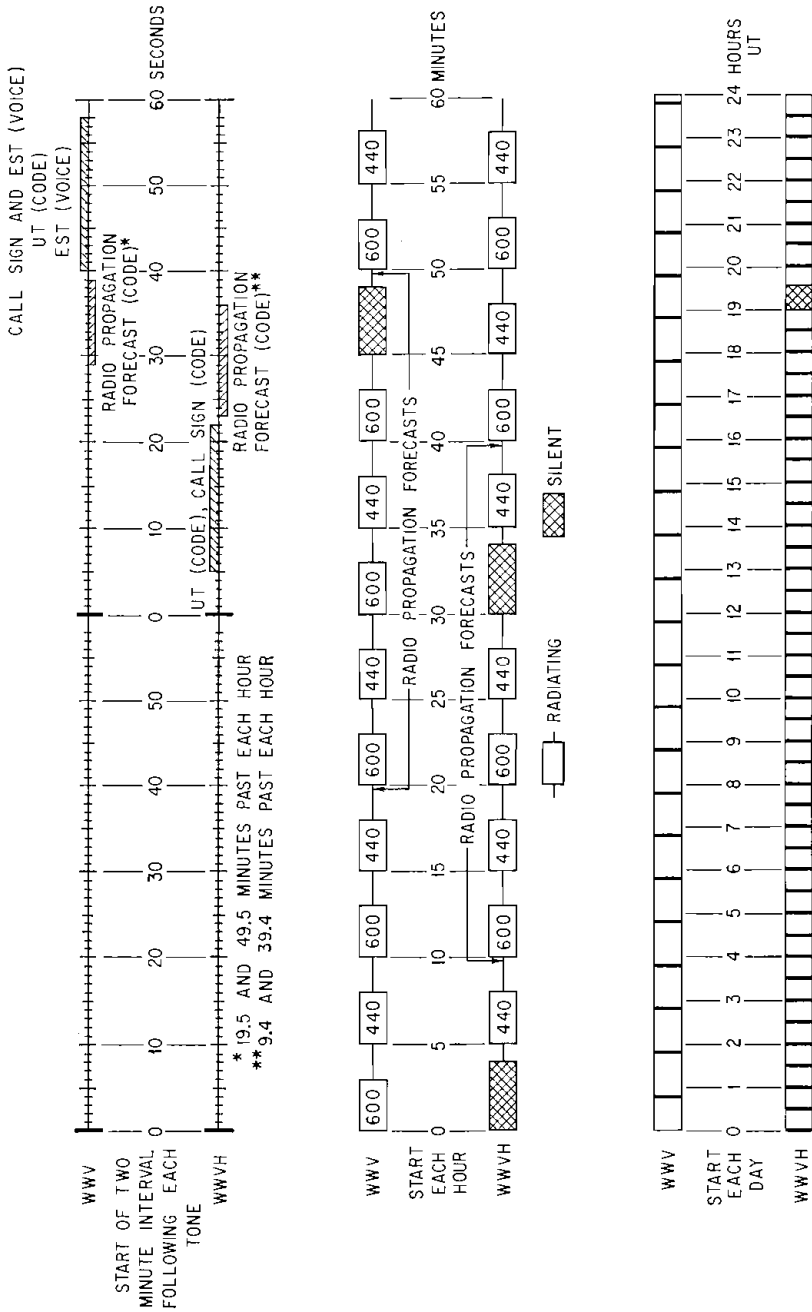 CALL SIGN AND EST (VOICE)
UT (CODE)
EST (VOICE)
WWV
RADIO PROPAGATION
FORECAST (CODE)*
START OF TWO
MINUTE INTERVAL
FOLLOWING EACH
TONE
0 10 20 30 40 50 0 10 20 30 40 50 60 SECONDS
UT (CODE), CALL SIGN (CODE)
WWVH
RADIO PROPAGATION
FORECAST (CODE)**
* 19.5 AND 49.5 MINUTES PAST EACH HOUR
** 9.4 AND 39.4 MINUTES PAST EACH HOUR
WWV
600 440 600 440 600 440 600 440 600 600 440
RADIO PROPAGATION FORECASTS
START
EACH
HOUR
0 5 10 15 20 25 30 35 40 45 50 55 60 MINUTES
RADIO PROPAGATION FORECASTS
WWVH
440 600 440 600 440 440 600 440 600 440
RADIATING
SILENT
WWV
START
EACH
DAY
0 1 2 3 4 5 6 7 8 9 10 11 12 13 14 15 16 17 18 19 20 21 22 23 24 HOURS
UT
WWVH